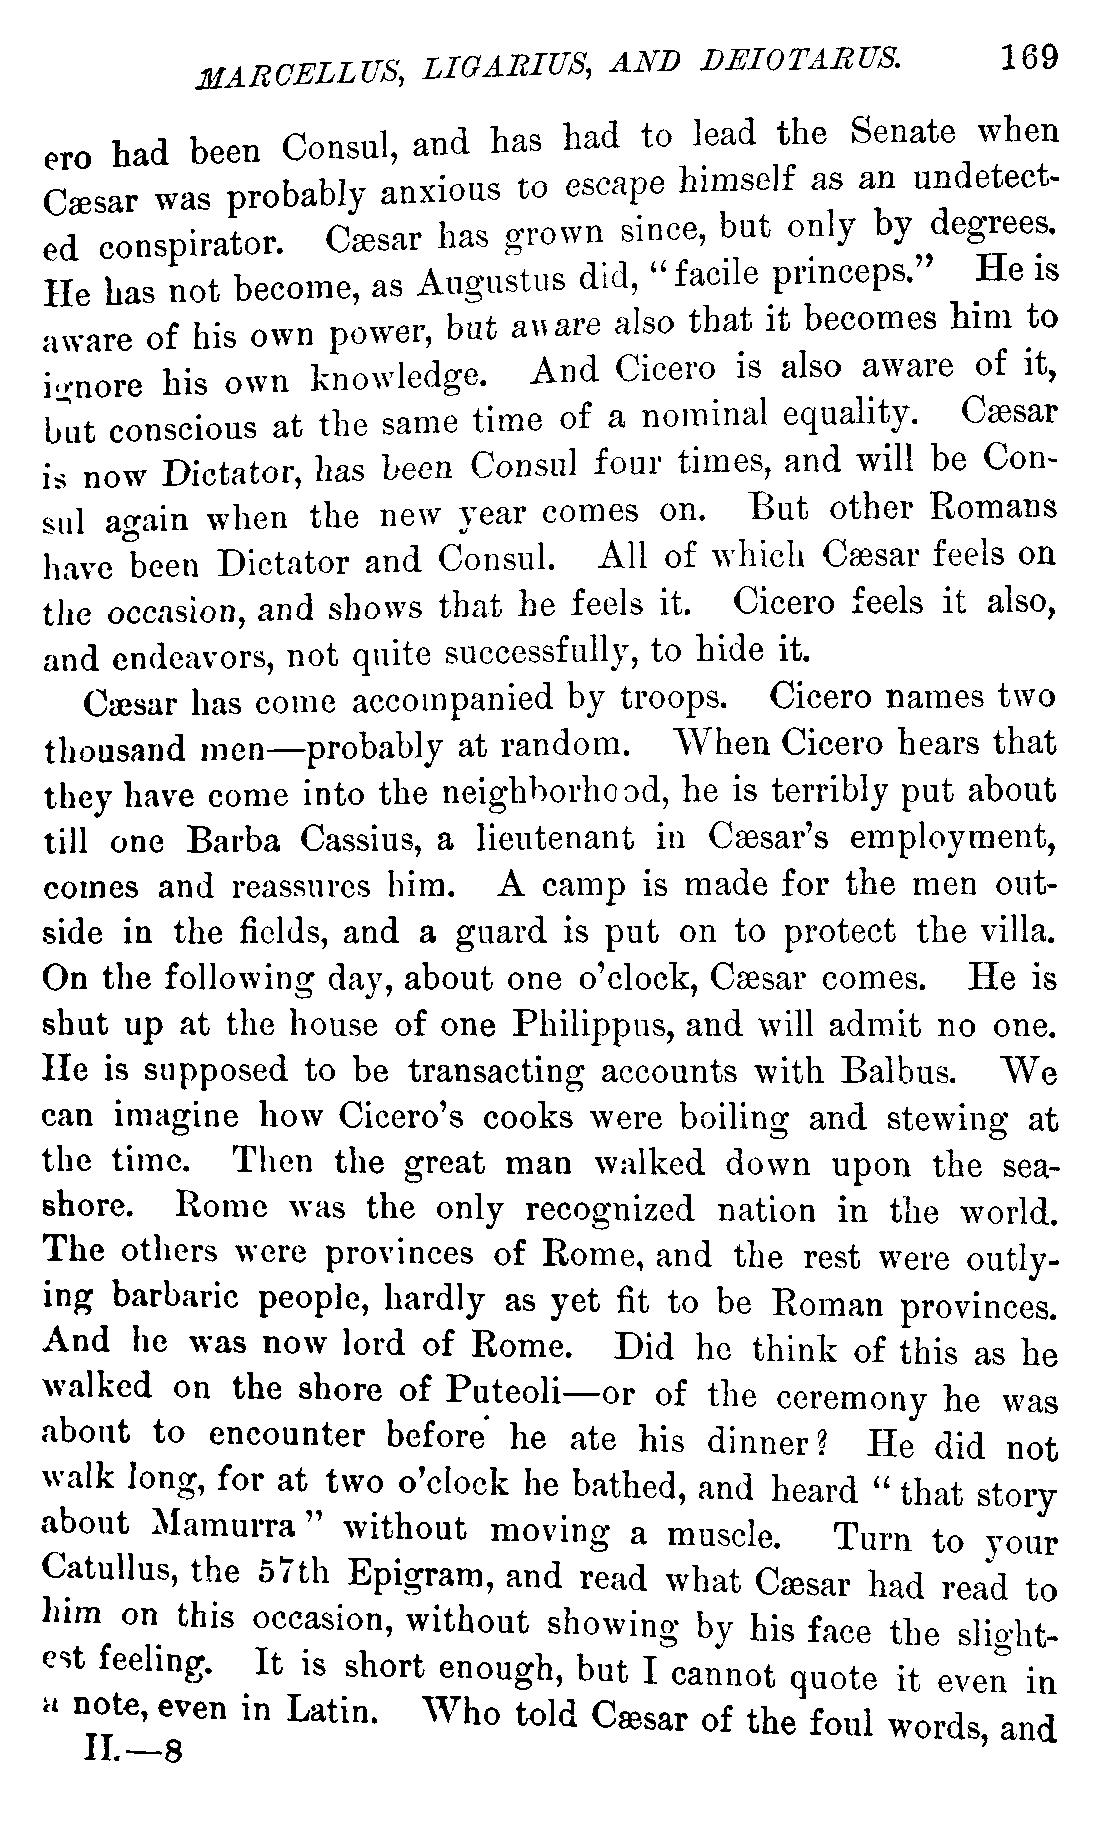 MARCELLUS, LIGARIUS, AND DEIOTARUS. 169
ero had been Consul, and has had to lead the Senate when
Cæsar was probably anxious to escape himself as an undetect-
ed conspirator. Cæsar has grown since, but only by degrees.
He has not become, as Augustus did, “facile princeps.” He is
aware of his own power, but aware also that it becomes him to
ignore his own knowledge. And Cicero is also aware of it,
but conscious at the same time of a nominal equality. Cæsar
is now Dictator, has been Consul four times, and will be Con-
sul again when the new year comes on. But other Romans
have been Dictator and Consul. All of which Cæsar feels on
the occasion, and shows that he feels it. Cicero feels it also,
and endeavors, not quite successfully, to hide it.
Cæsar has come accompanied by troops. Cicero names two
thousand men—probably at random. When Cicero hears that
they have come into the neighborhood, he is terribly put about
till one Barba Cassius, a lieutenant in Cæsar’s employment,
comes and reassures him. A camp is made for the men out-
side in the fields, and a guard is put on to protect the villa.
On the following day, about one o’clock, Cæsar comes. He is
shut up at the house of one Philippus, and will admit no one.
He is supposed to be transacting accounts with Balbus. We
can imagine how Cicero’s cooks were boiling and stewing at
the time. Then the great man walked down upon the sea-
shore. Rome was the only recognized nation in the world.
The others were provinces of Rome, and the rest were outly-
ing barbaric people, hardly as yet fit to be Roman provinces.
And he was now lord of Rome. Did he think of this as he
walked on the shore of Puteoli—or of the ceremony he was
about to encounter before he ate his dinner? He did not
walk long, for at two o’clock he bathed, and heard “that story
about Mamurra” without moving a muscle. Turn to your
Catullus, the 57th Epigram, and read what Cæsar had read to
him on this occasion, without showing by his face the slight-
est feeling. It is short enough, but I cannot quote it even in
a note, even in Latin. Who told Cæsar of the foul words, and
II.—8